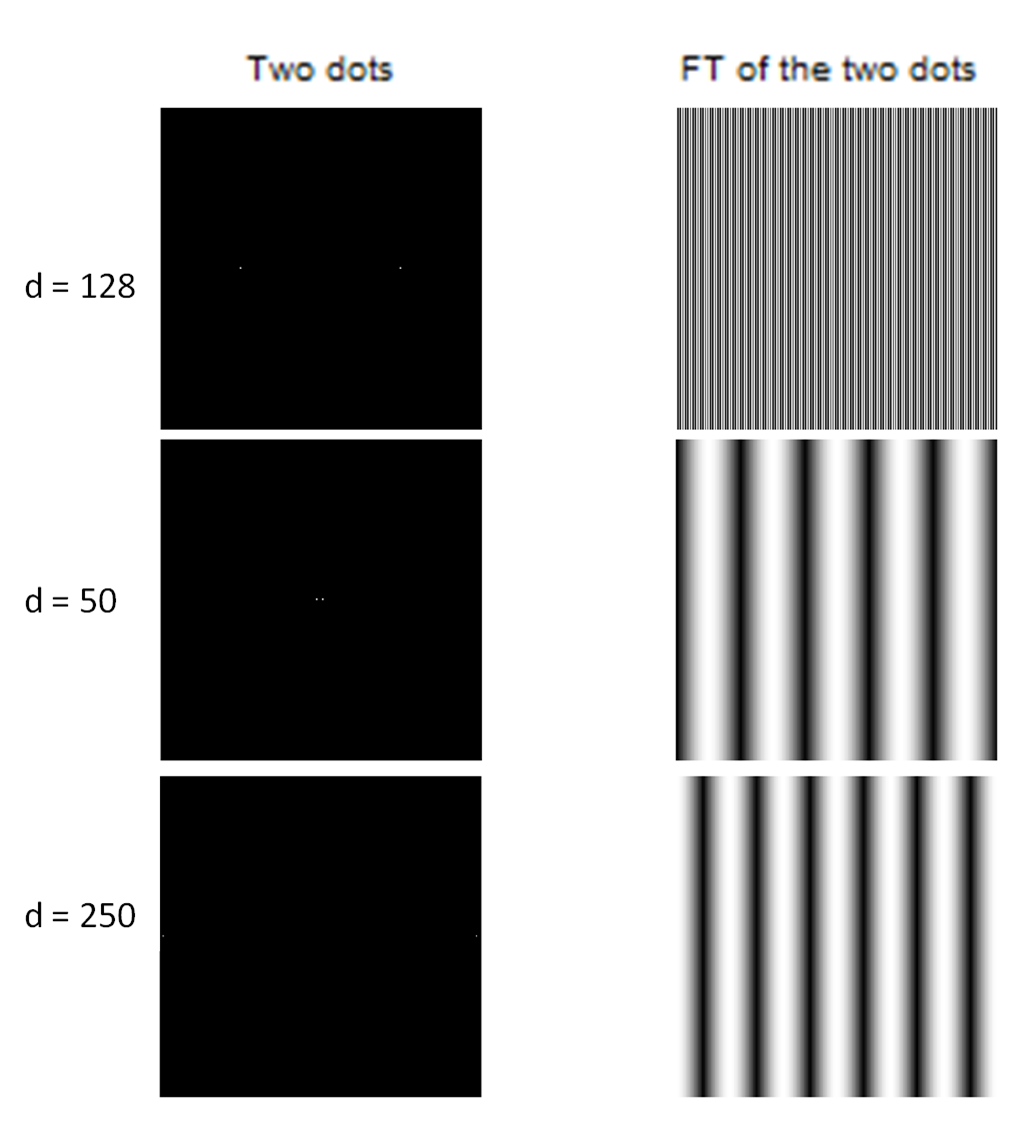 Two dots
FT of the two dots
d = 128
d = 50
d = 250